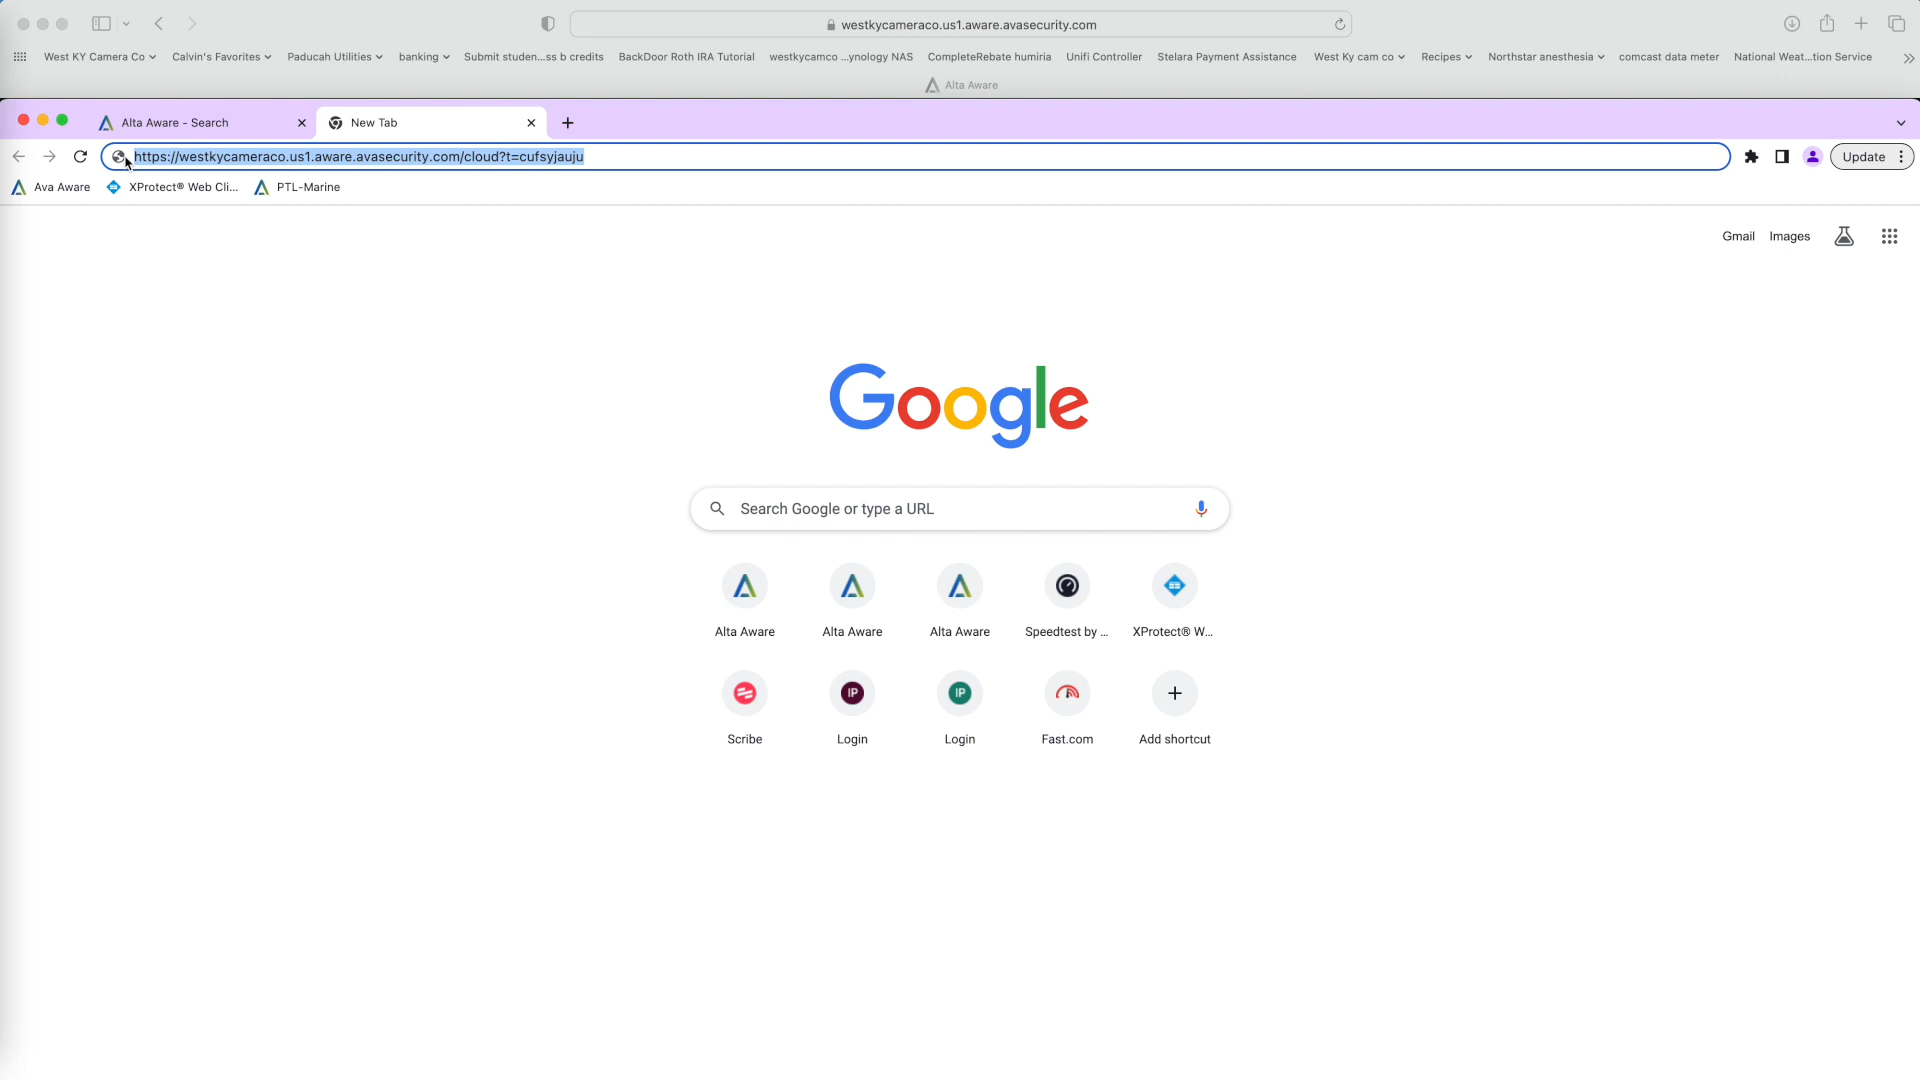 westkycameraco.us1.aware.avasecurity.com
West KY Camera Co Calvin's Favorites Paducah Utilities banking Submit studen...ss b credits BackDoor Roth IRA Tutorial westkycamco ...ynology NAS CompleteRebate humiria Unifi Controller Stelara Payment Assistance West Ky cam co Recipes Northstar anesthesia comcast data meter National Weat...tion Service
Alta Aware
Alta Aware - Search New Tab
https://westkycameraco.us1.aware.avasecurity.com/cloud?t=cufsyjauju Update
Ava Aware XProtect® Web Cli... PTL-Marine
Gmail Images
Google
Search Google or type a URL
Alta Aware Alta Aware Alta Aware Speedtest by ... XProtect® W...
IP IP
Scribe Login Login Fast.com Add shortcut